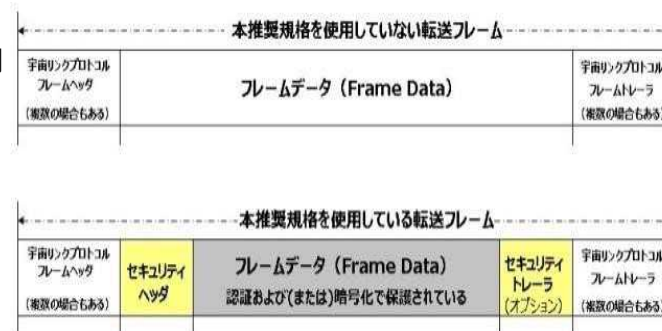 本推奨規格を使用していない転送フレーム
宇宙リンクプロトコル
フレームヘッダ
(複数の場合もある)
フレームデータ (Frame Data)
宇宙リンクプロトコル
フレームトレーラ
(複数の場合もある)
本推奨規格を使用している転送フレーム
宇宙リンクプロトコル
フレームヘッダ
(複数の場合もある)
セキュリティ
ヘッダ
フレームデータ (Frame Data)
認証および(または)暗号化で保護されている
セキュリティ
トレーラ
(オプション)
宇宙リンクプロトコル
フレームトレーラ
(複数の場合もある)